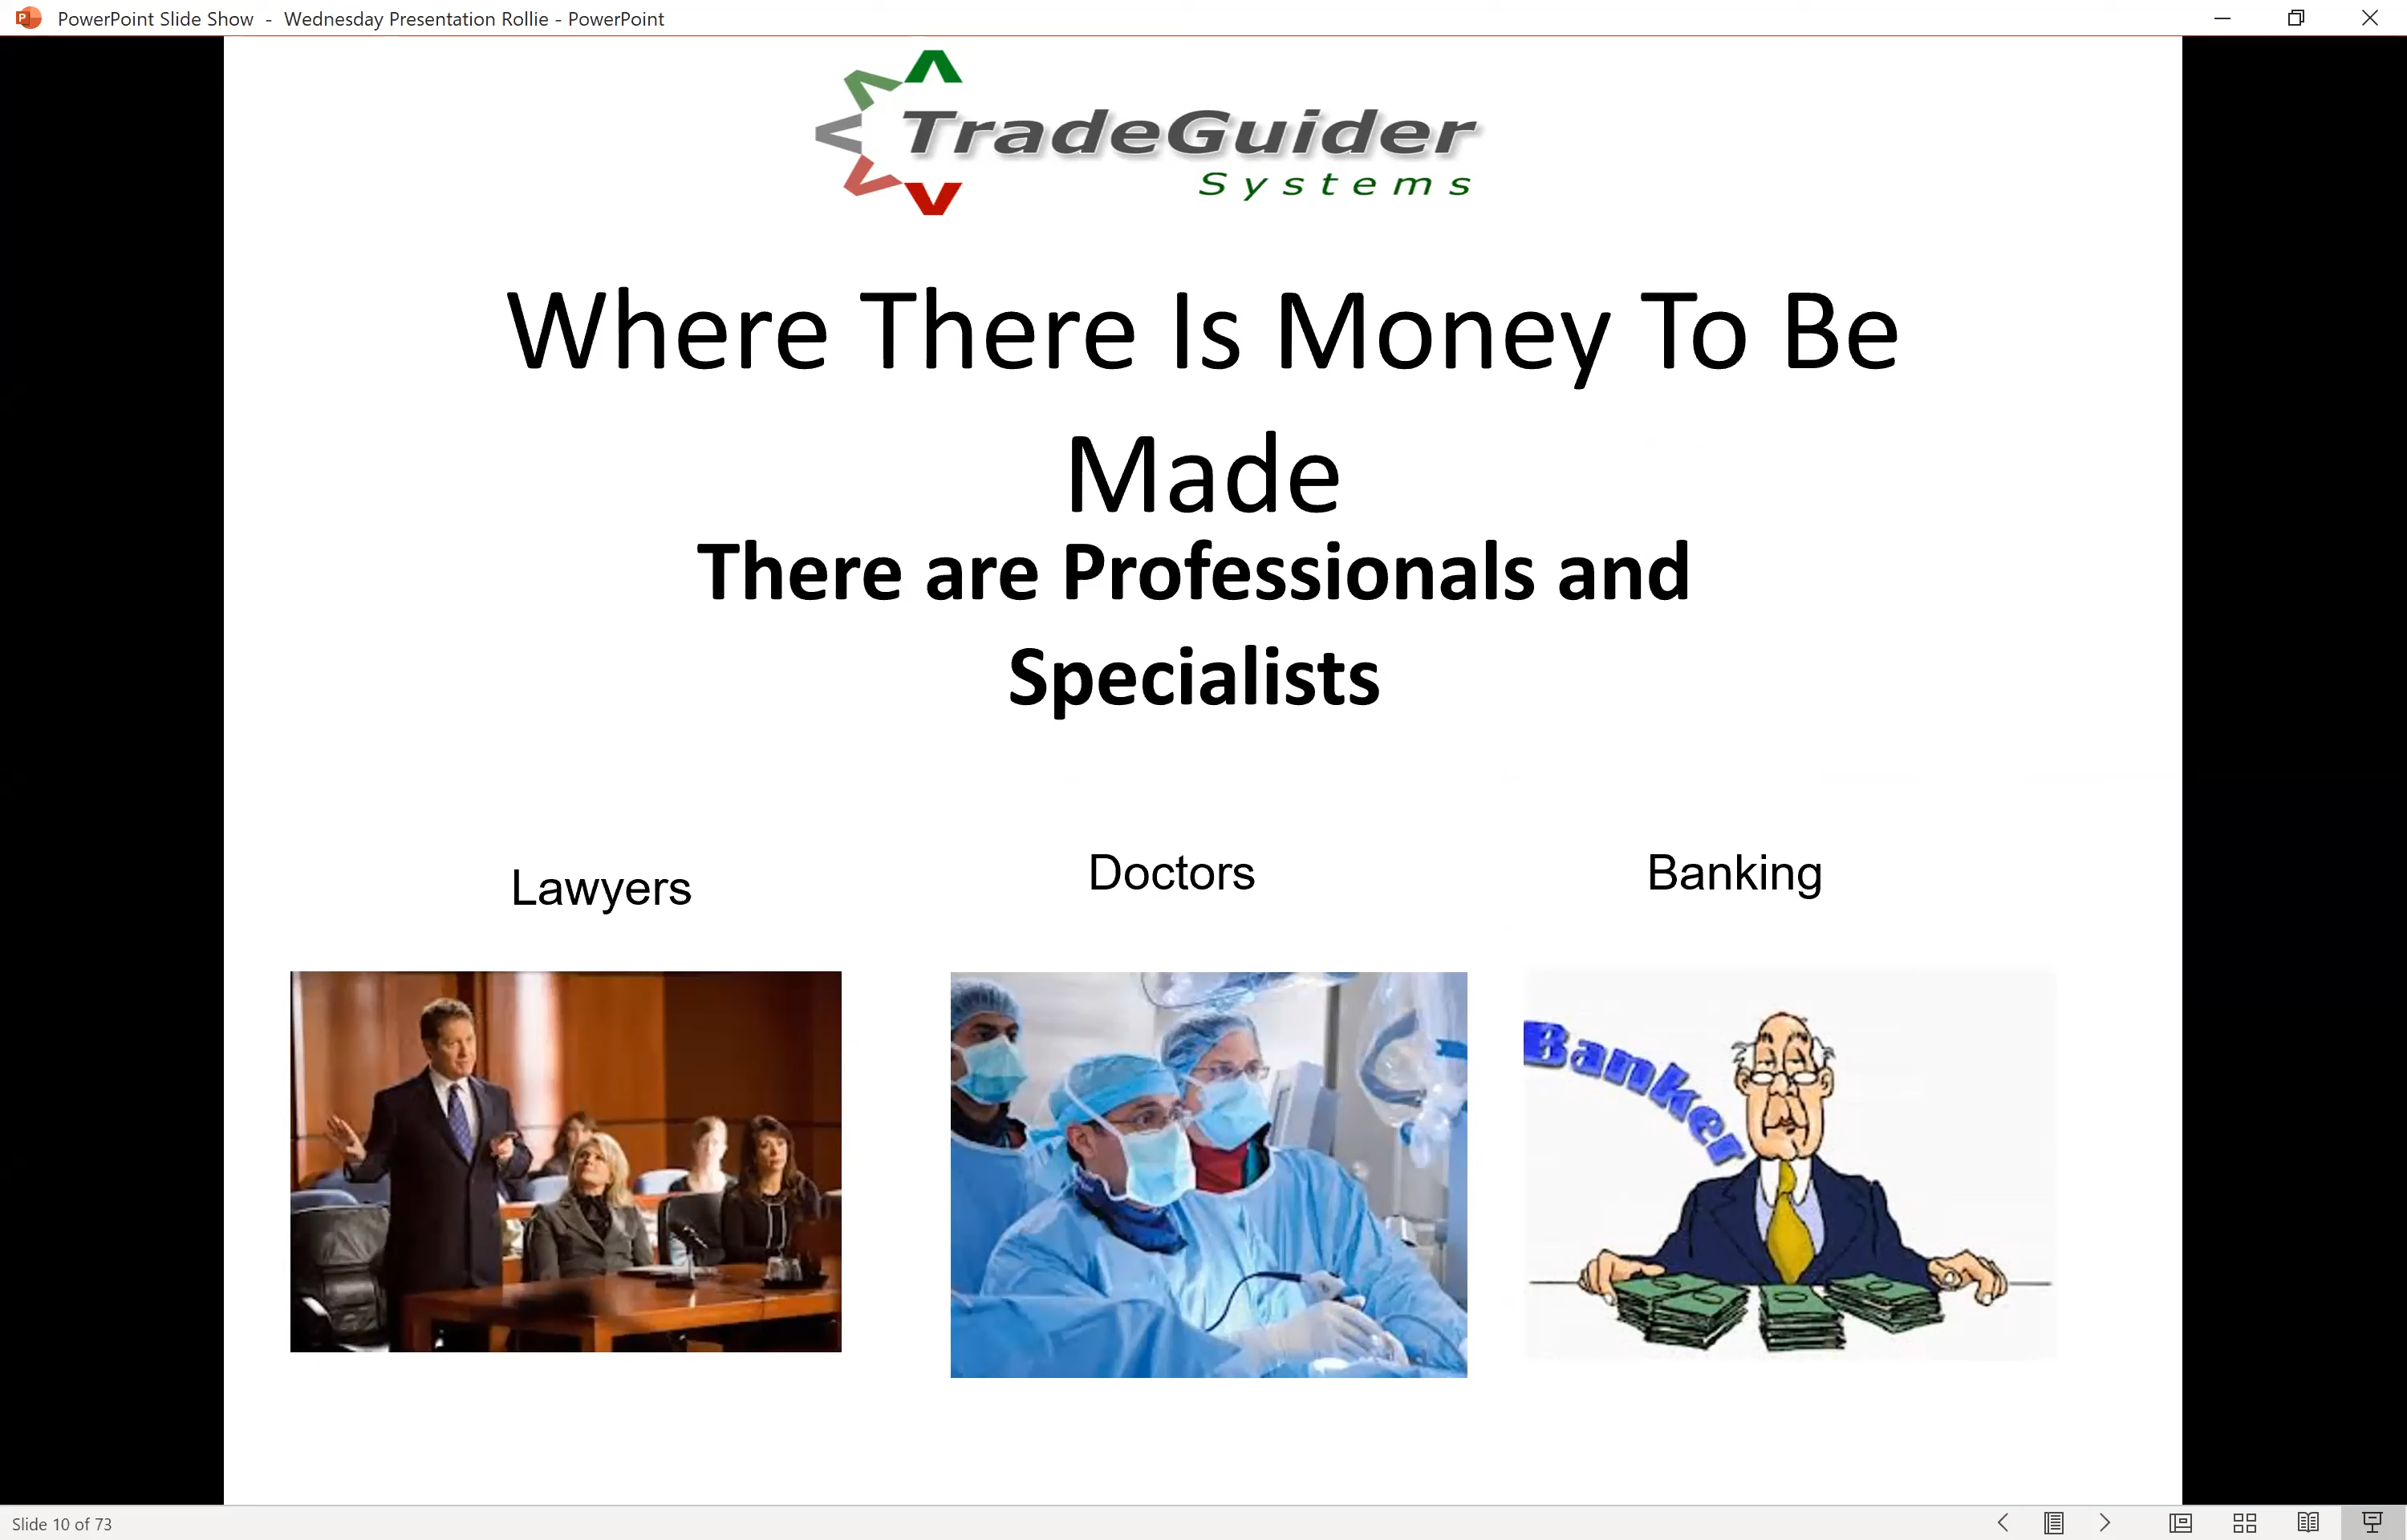 PowerPoint Slide Show - Wednesday Presentation Rollie - PowerPoint
TradeGuider
Systems
Where There Is Money To Be
Made
There are Professionals and
Specialists
Lawyers
Doctors
Banking
Banker
Slide 10 of 73